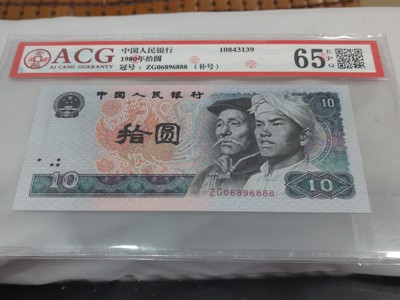 ACG
AI CANG GUARANTY
中国人民银行 10843139
1980年拾圆
冠号：ZG06896888 （补号）
65 EPQ
中国人民银行
10
拾圆
10
10
ZG06896888